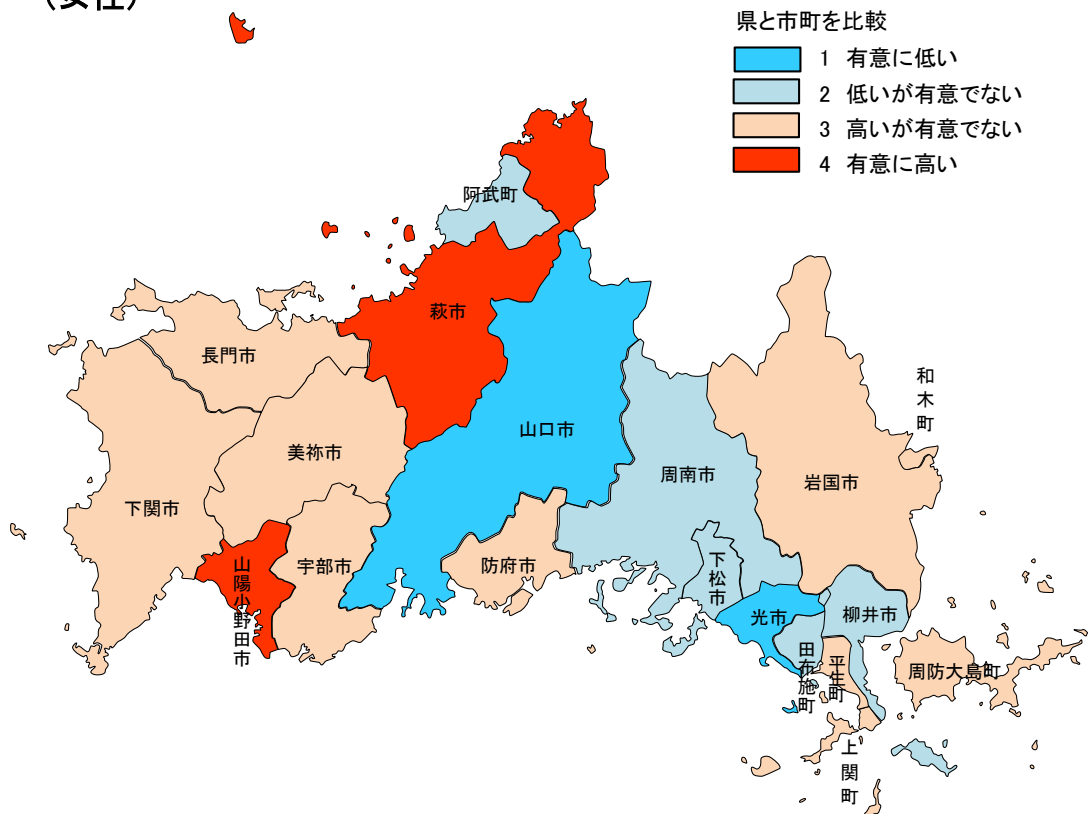 （女性）
県と市町を比較
1 有意に低い
2 低いが有意でない
3 高いが有意でない
4 有意に高い
阿武町
萩市
長門市
和木町
山口市
美祢市
周南市
岩国市
下関市
山陽小野田市
宇部市
防府市
下松市
光市
柳井市
田布施町
平生町
周防大島町
上関町